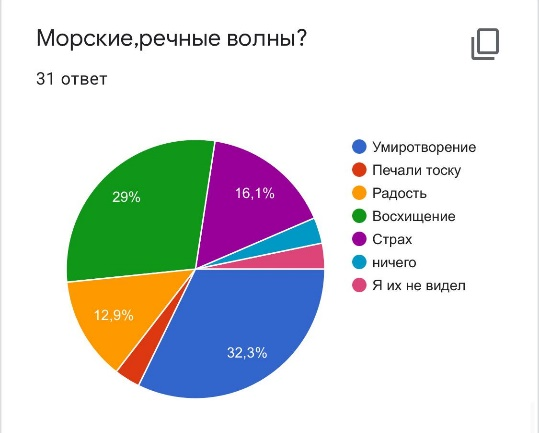 Морские,речные волны?
31 ответ
Умиротворение
Печали тоску
Радость
Восхищение
Страх
ничего
Я их не видел
29%
16,1%
12,9%
32,3%